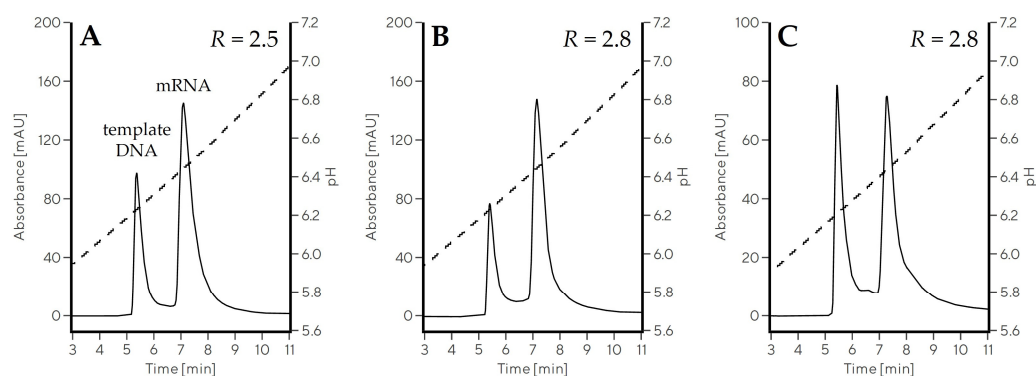 A
R = 2.5
mRNA
template
DNA
Absorbance [mAU]
200
160
120
80
40
0
7.2
7.0
6.8
6.6
6.4
6.2
6.0
5.8
5.6
pH
3 4 5 6 7 8 9 10 11
Time [min]
B
R = 2.8
Absorbance [mAU]
200
160
120
80
40
0
7.2
7.0
6.8
6.6
6.4
6.2
6.0
5.8
5.6
pH
3 4 5 6 7 8 9 10 11
Time [min]
C
R = 2.8
Absorbance [mAU]
100
80
60
40
20
0
7.2
7.0
6.8
6.6
6.4
6.2
6.0
5.8
5.6
pH
3 4 5 6 7 8 9 10 11
Time [min]